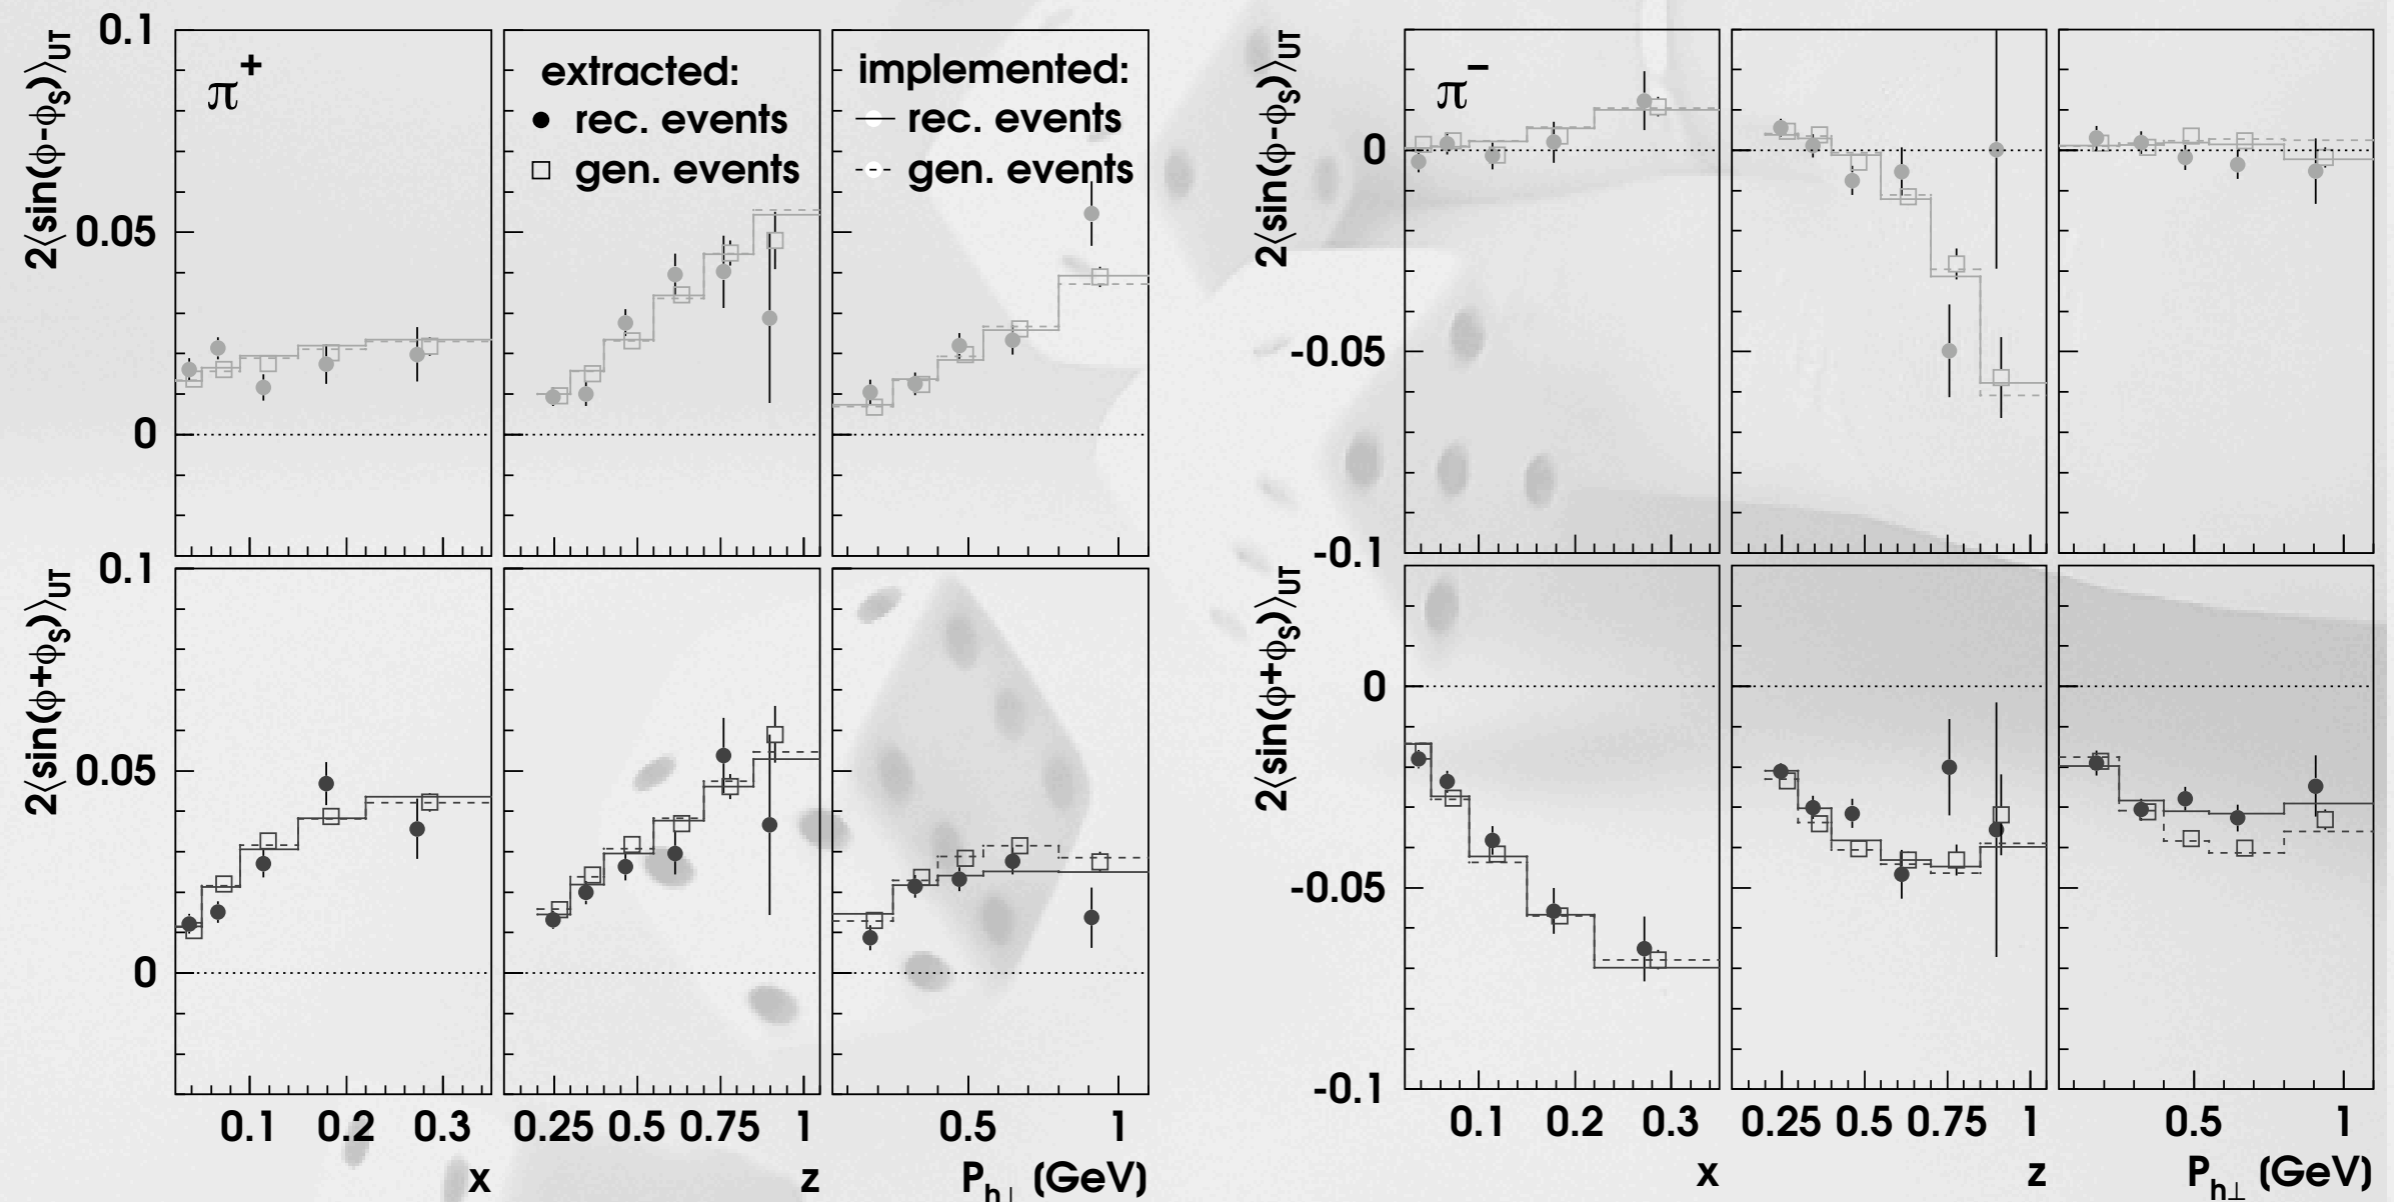 0.1
2⟨sin(φ-φS)⟩UT
0.05
0
π+
extracted:
rec. events
gen. events
implemented:
rec. events
gen. events
2⟨sin(φ-φS)⟩UT
0
-0.05
-0.1
π−
0.1
2⟨sin(φ+φS)⟩UT
0.05
0
0.1 0.2 0.3
x
0.25 0.5 0.75 1
z
0.5 1
Ph⊥ (GeV)
2⟨sin(φ+φS)⟩UT
0
-0.05
-0.1
0.1 0.2 0.3
x
0.25 0.5 0.75 1
z
0.5 1
Ph⊥ (GeV)